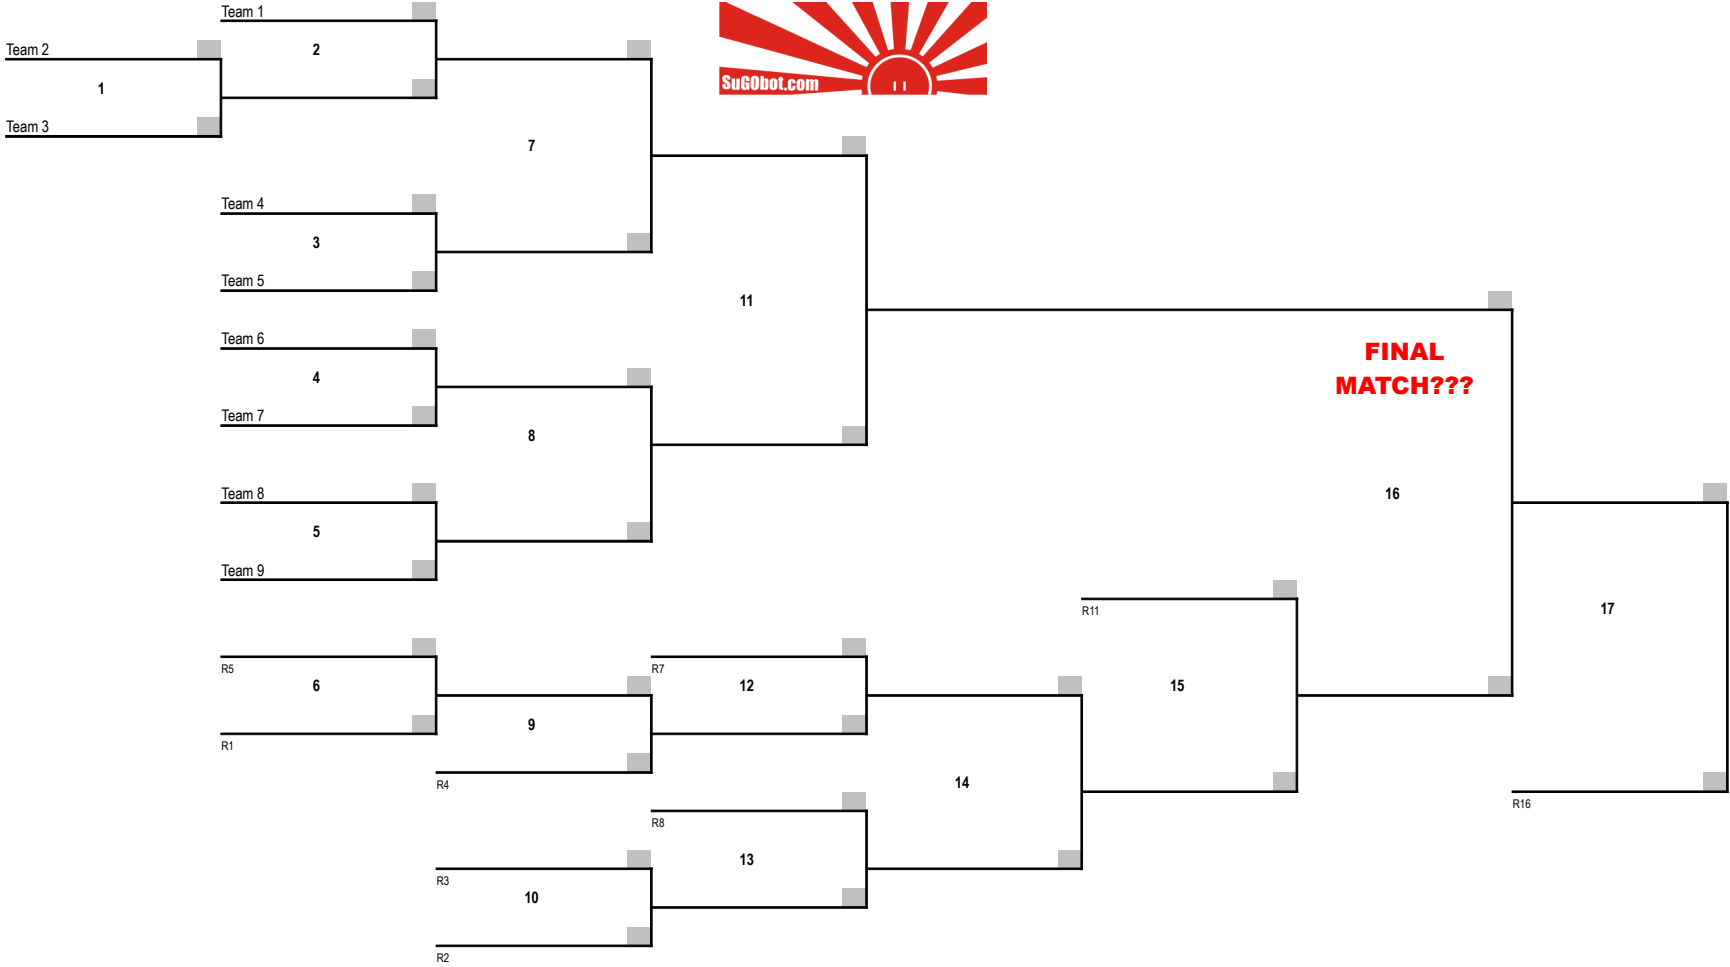 Team 1
Team 2
2
SuGObot.com
1
Team 3
7
Team 4
3
Team 5
11
Team 6
FINAL
MATCH???
4
Team 7
8
Team 8
16
5
Team 9
R11
17
R5
R7
6
12
15
9
R1
R4
14
R16
R8
13
R3
10
R2